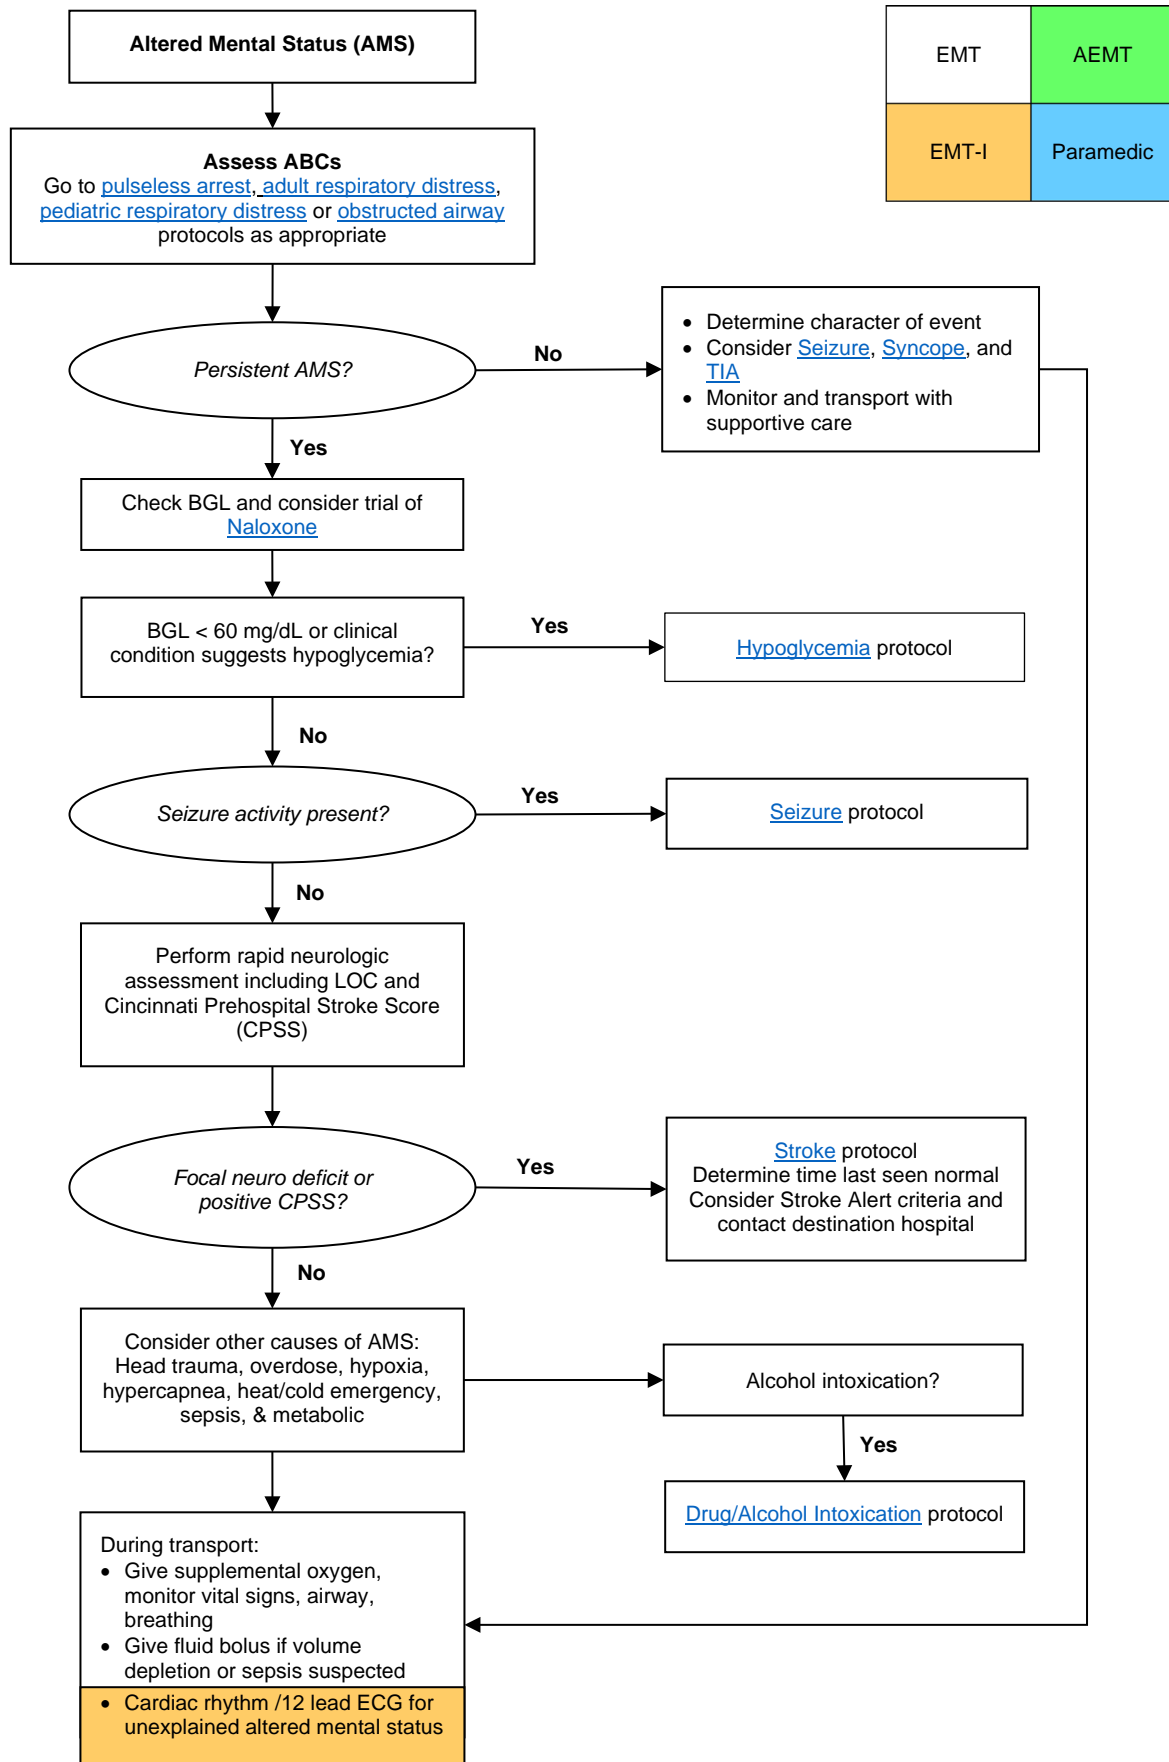 Altered Mental Status (AMS)
EMT
AEMT
EMT-I
Paramedic
Assess ABCs
Go to pulseless arrest, adult respiratory distress,
pediatric respiratory distress or obstructed airway
protocols as appropriate
Persistent AMS?
No
• Determine character of event
• Consider Seizure, Syncope, and
TIA
• Monitor and transport with
supportive care
Yes
Check BGL and consider trial of
Naloxone
BGL < 60 mg/dL or clinical
condition suggests hypoglycemia?
Yes
Hypoglycemia protocol
No
Seizure activity present?
Yes
Seizure protocol
No
Perform rapid neurologic
assessment including LOC and
Cincinnati Prehospital Stroke Score
(CPSS)
Focal neuro deficit or
positive CPSS?
Yes
Stroke protocol
Determine time last seen normal
Consider Stroke Alert criteria and
contact destination hospital
No
Consider other causes of AMS:
Head trauma, overdose, hypoxia,
hypercapnea, heat/cold emergency,
sepsis, & metabolic
Alcohol intoxication?
Yes
Drug/Alcohol Intoxication protocol
During transport:
• Give supplemental oxygen,
monitor vital signs, airway,
breathing
• Give fluid bolus if volume
depletion or sepsis suspected
• Cardiac rhythm /12 lead ECG for
unexplained altered mental status